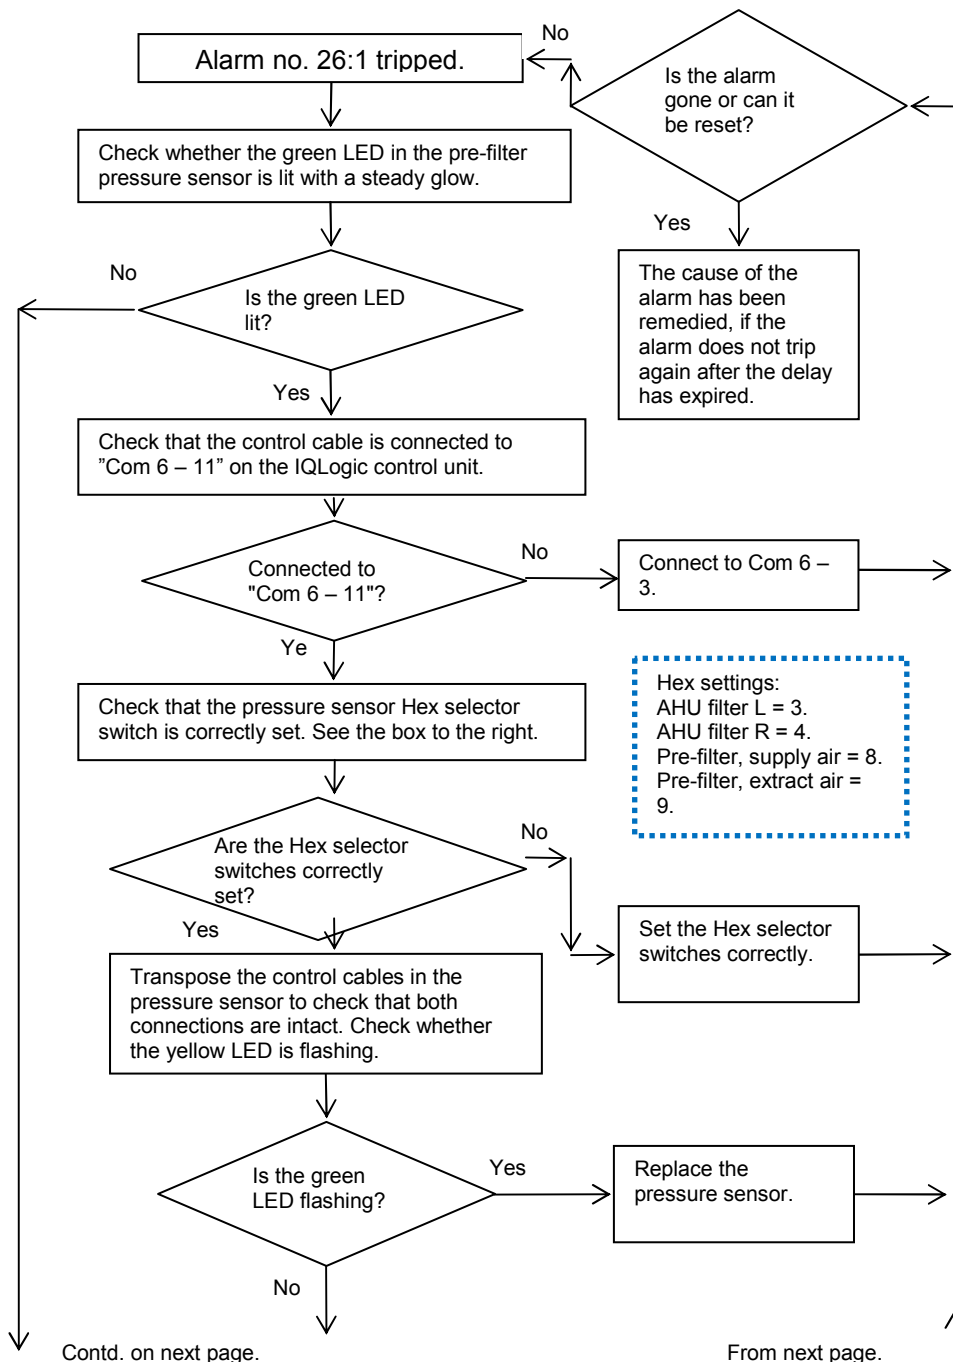 No
Alarm no. 26:1 tripped.
Is the alarm
gone or can it
be reset?
Check whether the green LED in the pre-filter
pressure sensor is lit with a steady glow.
Yes
No
The cause of the
alarm has been
remedied, if the
alarm does not trip
again after the delay
has expired.
Is the green LED
lit?
Yes
Check that the control cable is connected to
”Com 6 – 11” on the IQLogic control unit.
No
Connected to
"Com 6 – 11"?
Connect to Com 6 –
3.
Ye
Check that the pressure sensor Hex selector
switch is correctly set. See the box to the right.
Hex settings:
AHU filter L = 3.
AHU filter R = 4.
Pre-filter, supply air = 8.
Pre-filter, extract air =
9.
No
Are the Hex selector
switches correctly
set?
Yes
Set the Hex selector
switches correctly.
Transpose the control cables in the
pressure sensor to check that both
connections are intact. Check whether
the yellow LED is flashing.
Is the green
LED flashing?
Yes
Replace the
pressure sensor.
No
Contd. on next page.
From next page.